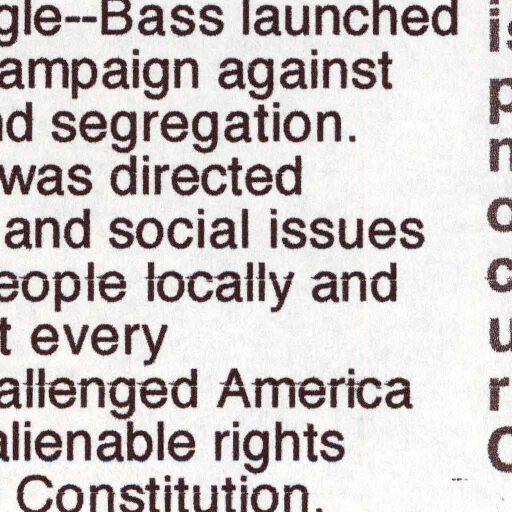 gle--Bass launched
ampaign against
nd segregation.
was directed
and social issues
eople locally and
t every
allenged America
alienable rights
Constitution.